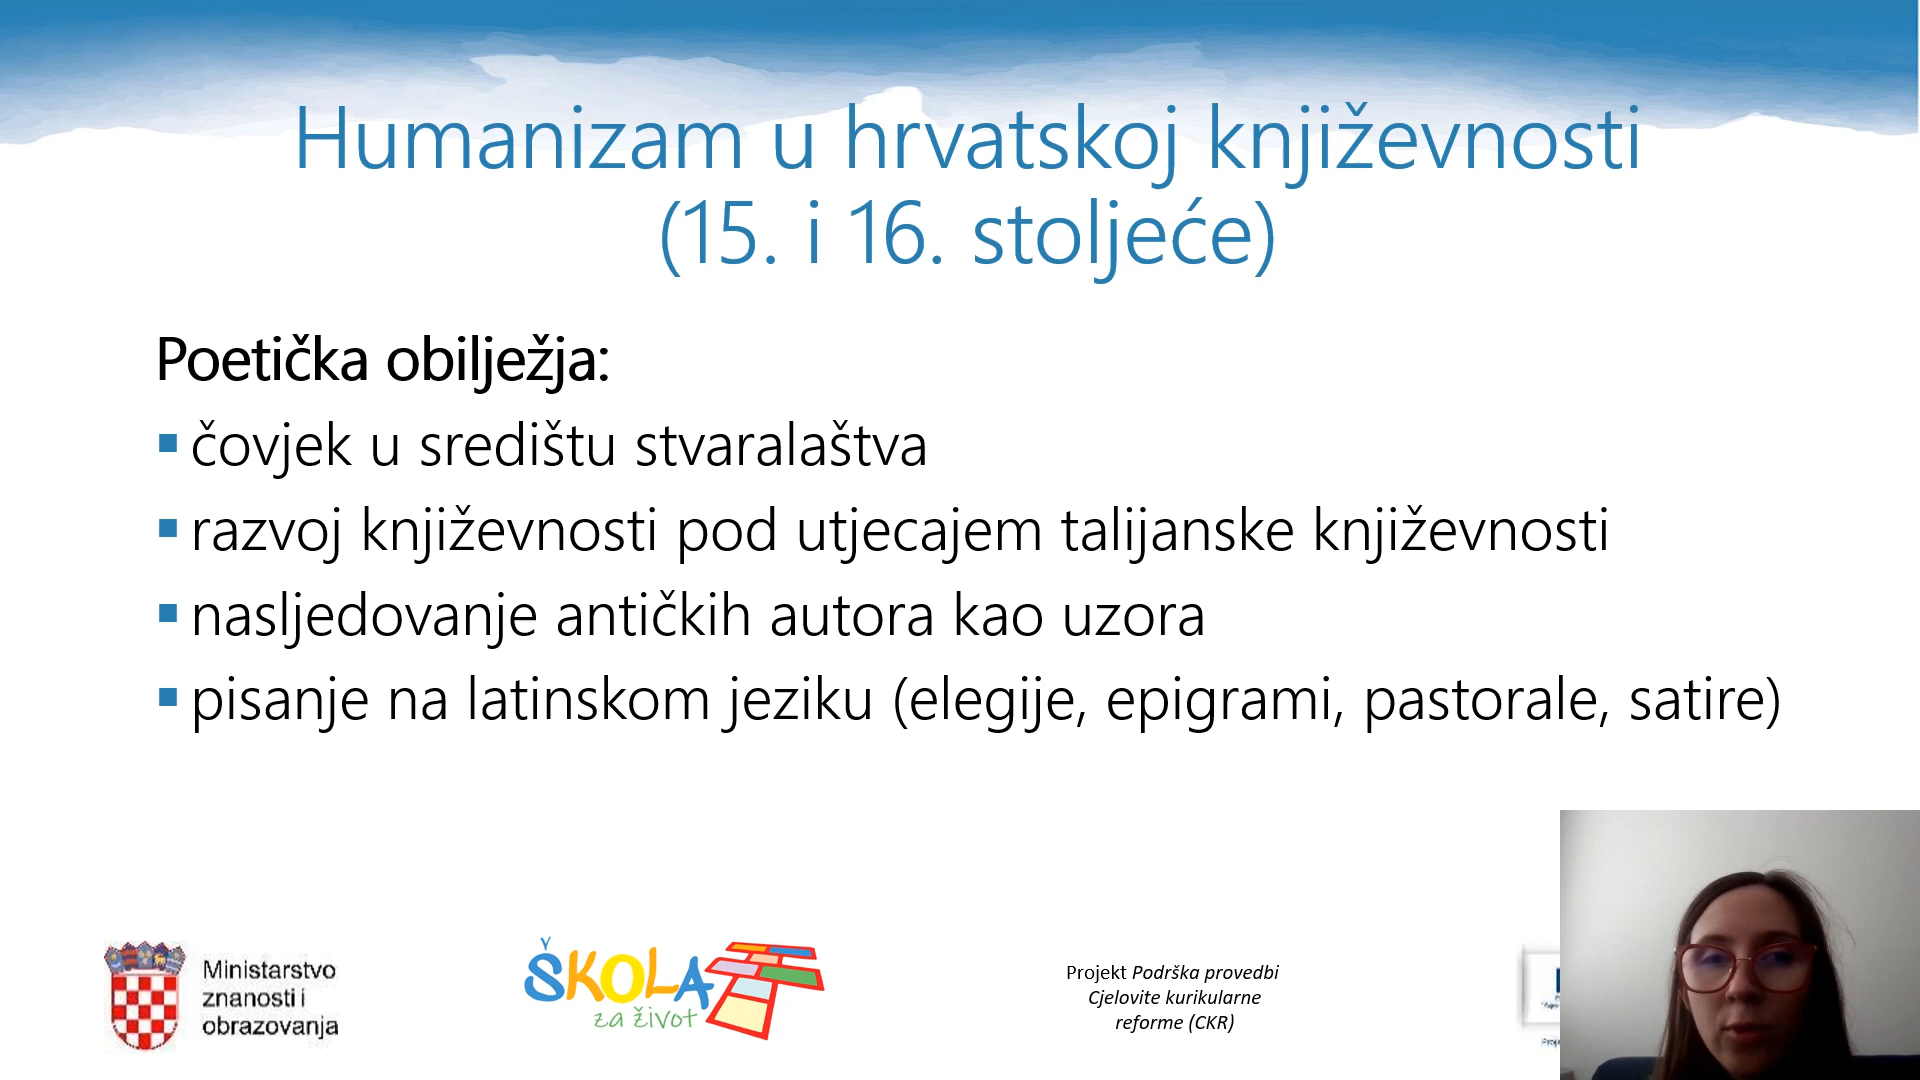 Humanizam u hrvatskoj književnosti
(15. i 16. stoljeće)
Poetička obilježja:
čovjek u središtu stvaralaštva
razvoj književnosti pod utjecajem talijanske književnosti
nasljedovanje antičkih autora kao uzora
pisanje na latinskom jeziku (elegije, epigrami, pastorale, satire)
Ministarstvo
znanosti i
obrazovanja
ŠKOLA
za život
Projekt Podrška provedbi
Cjelovite kurikularne
reforme (CKR)